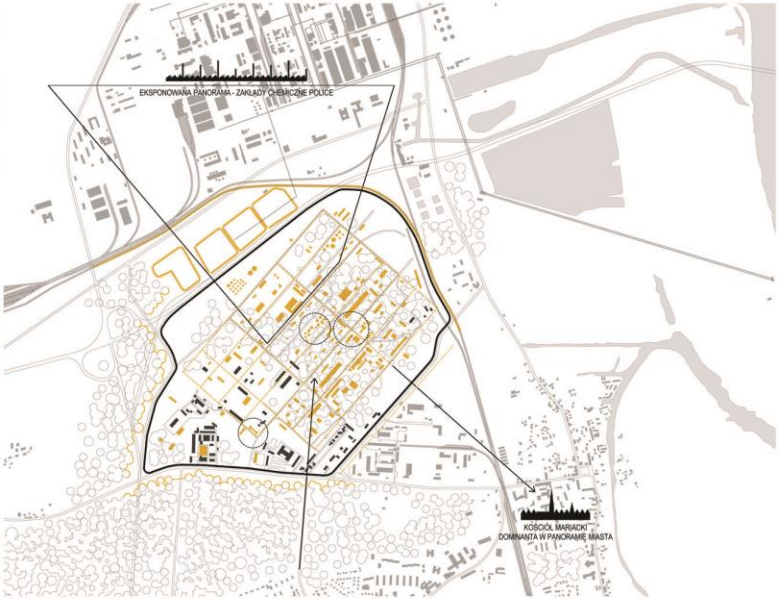 EKSPONOWANA PANORAMA - ZAKŁADY CHEMICZNE POLICE
KOŚCIÓŁ MARIACKI
DOMINANTA W PANORAMIE MIASTA